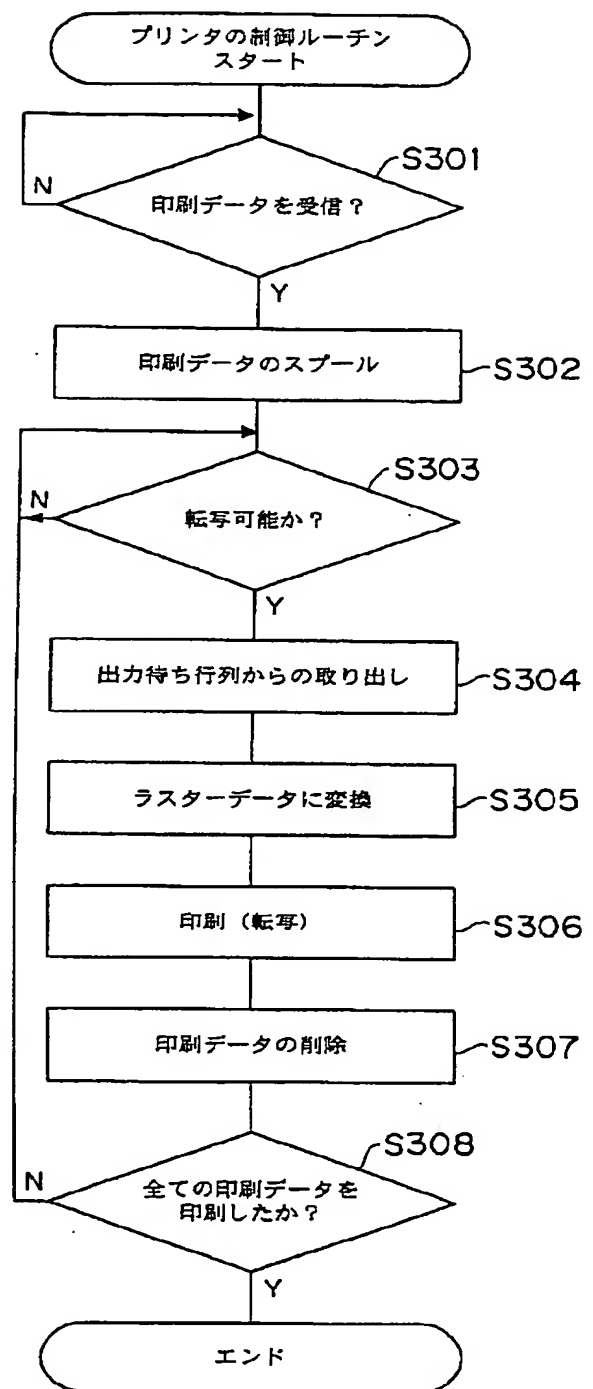 プリンタの制御ルーチン
スタート
S301
N
印刷データを受信?
Y
印刷データのスプール
S302
S303
N
転写可能か?
Y
出力待ち行列からの取り出し
S304
ラスターデータに変換
S305
印刷(転写)
S306
印刷データの削除
S307
S308
N
全ての印刷データを
印刷したか?
Y
エンド